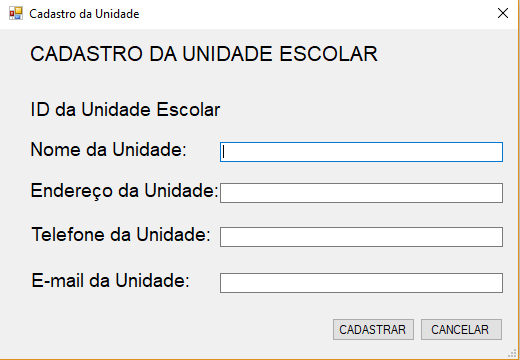 Cadastro da Unidade
CADASTRO DA UNIDADE ESCOLAR
ID da Unidade Escolar
Nome da Unidade:
Endereço da Unidade:
Telefone da Unidade:
E-mail da Unidade:
CADASTRAR CANCELAR